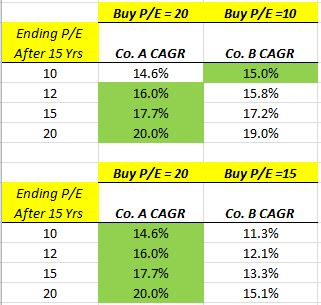 Buy P/E = 20 Buy P/E =10
Ending P/E
After 15 Yrs Co. A CAGR Co. B CAGR
10 14.6% 15.0%
12 16.0% 15.8%
15 17.7% 17.2%
20 20.0% 19.0%
Buy P/E = 20 Buy P/E =15
Ending P/E
After 15 Yrs Co. A CAGR Co. B CAGR
10 14.6% 11.3%
12 16.0% 12.1%
15 17.7% 13.3%
20 20.0% 15.1%